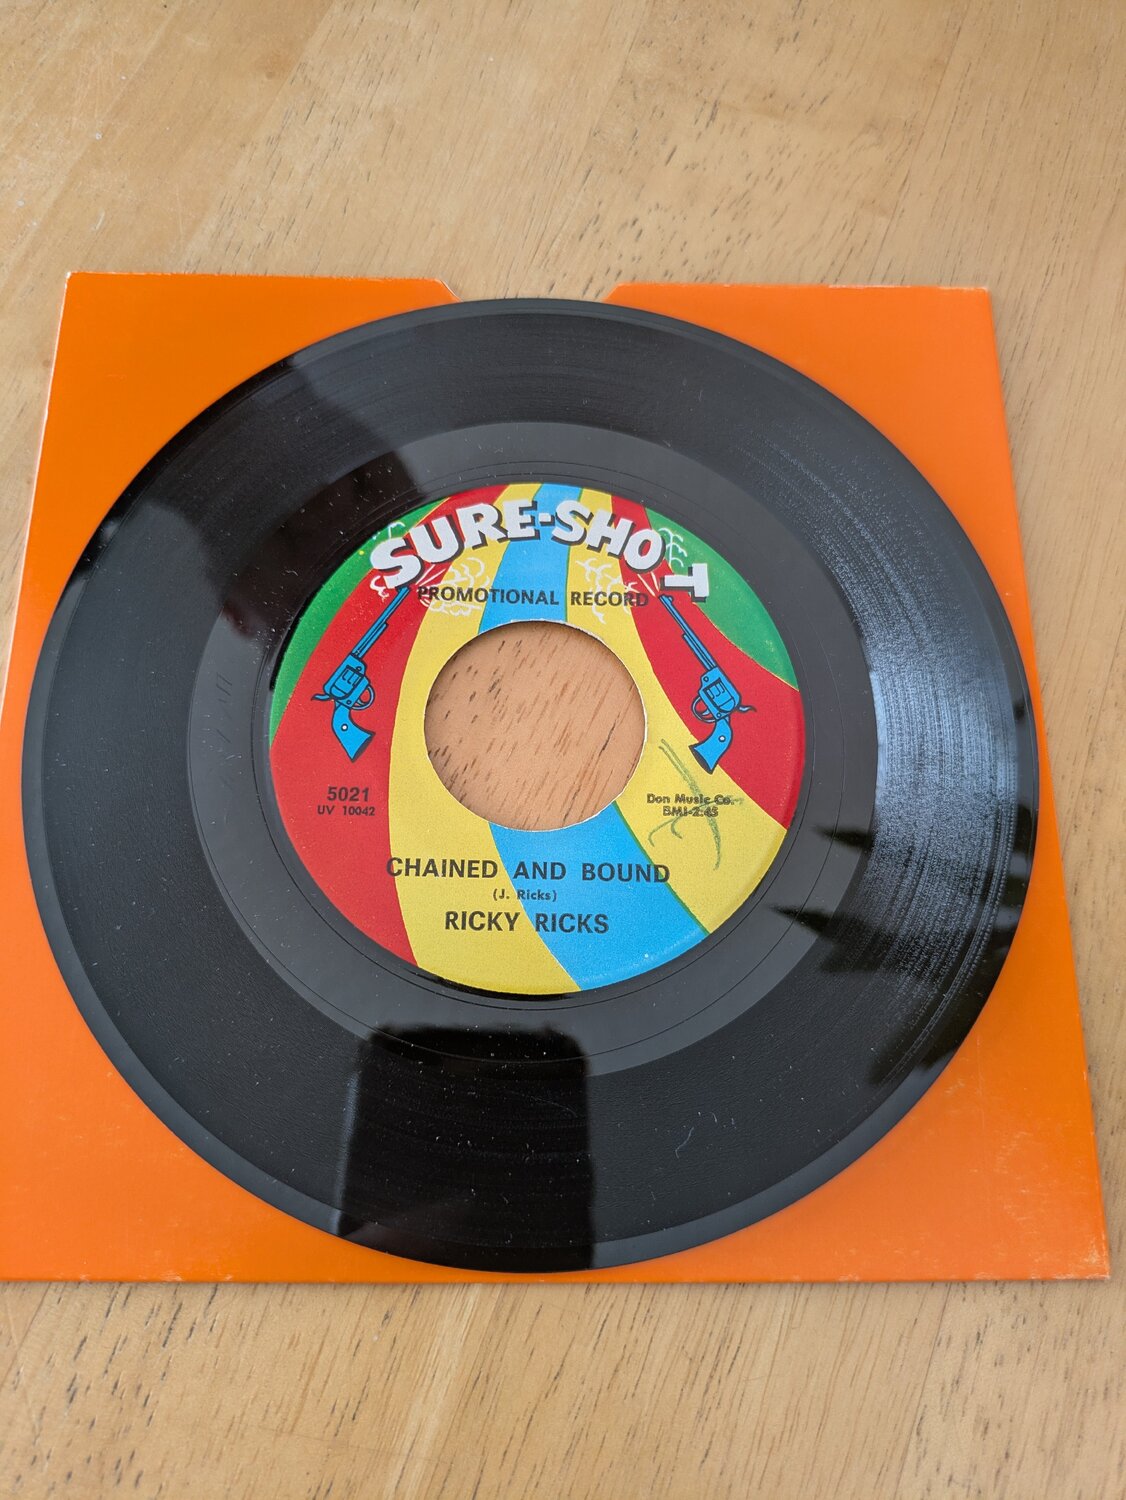 SURE-SHOT
PROMOTIONAL RECORD
5021
UV 10042
Don Music Co.
BMI-2:45
CHAINED AND BOUND
(J. Ricks)
RICKY RICKS